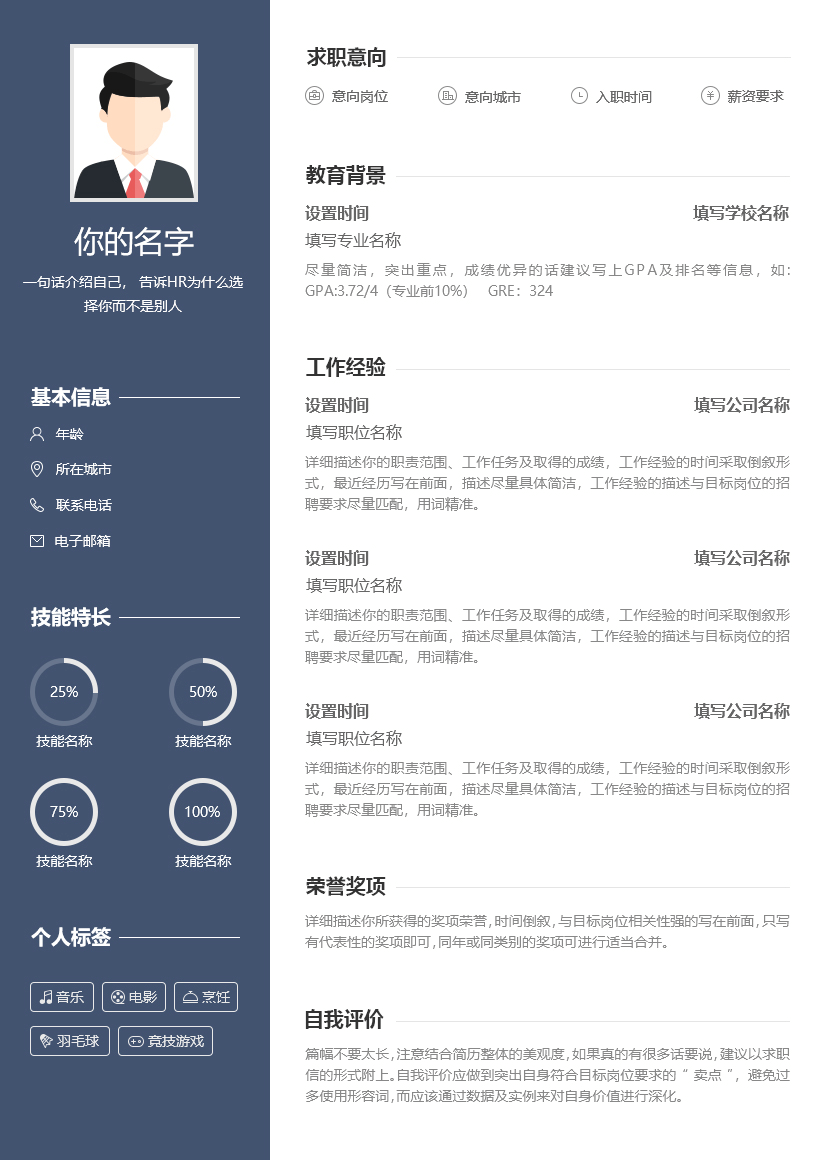 你的名字
一句话介绍自己， 告诉HR为什么选
择你而不是别人
基本信息
年龄
所在城市
联系电话
电子邮箱
技能特长
25% 50%
技能名称 技能名称
75% 100%
技能名称 技能名称
个人标签
音乐 电影 烹饪
羽毛球 竞技游戏
求职意向
意向岗位 意向城市 入职时间 薪资要求
教育背景
设置时间 填写学校名称
填写专业名称
尽量简洁，突出重点，成绩优异的话建议写上GPA及排名等信息，如:
GPA:3.72/4（专业前10%） GRE：324
工作经验
设置时间 填写公司名称
填写职位名称
详细描述你的职责范围、工作任务及取得的成绩，工作经验的时间采取倒叙形
式，最近经历写在前面，描述尽量具体简洁，工作经验的描述与目标岗位的招
聘要求尽量匹配，用词精准。
设置时间 填写公司名称
填写职位名称
详细描述你的职责范围、工作任务及取得的成绩，工作经验的时间采取倒叙形
式，最近经历写在前面，描述尽量具体简洁，工作经验的描述与目标岗位的招
聘要求尽量匹配，用词精准。
设置时间 填写公司名称
填写职位名称
详细描述你的职责范围、工作任务及取得的成绩，工作经验的时间采取倒叙形
式，最近经历写在前面，描述尽量具体简洁，工作经验的描述与目标岗位的招
聘要求尽量匹配，用词精准。
荣誉奖项
详细描述你所获得的奖项荣誉，时间倒叙，与目标岗位相关性强的写在前面，只写
有代表性的奖项即可，同年或同类别的奖项可进行适当合并。
自我评价
篇幅不要太长，注意结合简历整体的美观度，如果真的有很多话要说，建议以求职
信的形式附上。自我评价应做到突出自身符合目标岗位要求的“ 卖点 ”，避免过
多使用形容词，而应该通过数据及实例来对自身价值进行深化。